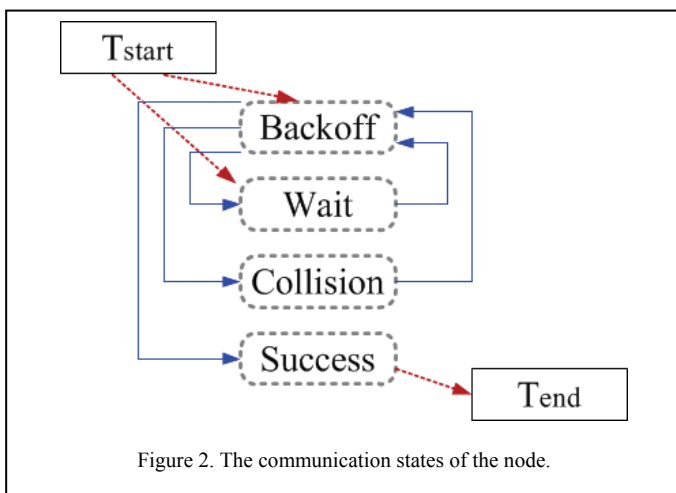 Tstart
Backoff
Wait
Collision
Success
Tend
Figure 2. The communication states of the node.